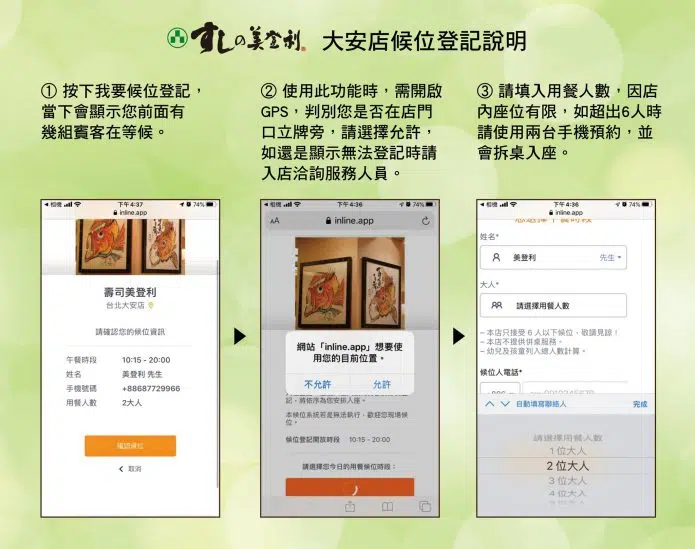 すしの美登利 大安店候位登記說明
① 按下我要候位登記，
當下會顯示您前面有
幾組賓客在等候。
② 使用此功能時，需開啟
GPS，判別您是否在店門
口立牌旁，請選擇允許，
如還是顯示無法登記時請
入店洽詢服務人員。
③ 請填入用餐人數，因店
內座位有限，如超出6人時
請使用兩台手機預約，並
會拆桌入座。
相機 下午4:37 74%
inline.app
壽司美登利
台北大安店
請確認您的候位資訊
午餐時段 10:15 - 20:00
姓名 美登利 先生
手機號碼 +88687729966
用餐人數 2大人
確認候位
取消
相機 下午4:36 74%
AA inline.app
網站「inline.app」想要使
用您的目前位置。
不允許 允許
記，將依序為您安排入座。
本候位系統若是無法執行，歡迎您現場候
位。
候位登記開放時段 10:15 - 20:00
請選擇您今日的用餐候位時段：
相機 下午4:36 74%
inline.app
姓名*
美登利 先生
大人*
請選擇用餐人數
– 本店只接受 6 人以下候位，敬請見諒！
– 本店不提供併桌服務。
– 幼兒及孩童列入總人數計算。
候位人電話*
自動填寫聯絡人 完成
請選擇用餐人數
1 位大人
2 位大人
3 位大人
4 位大人